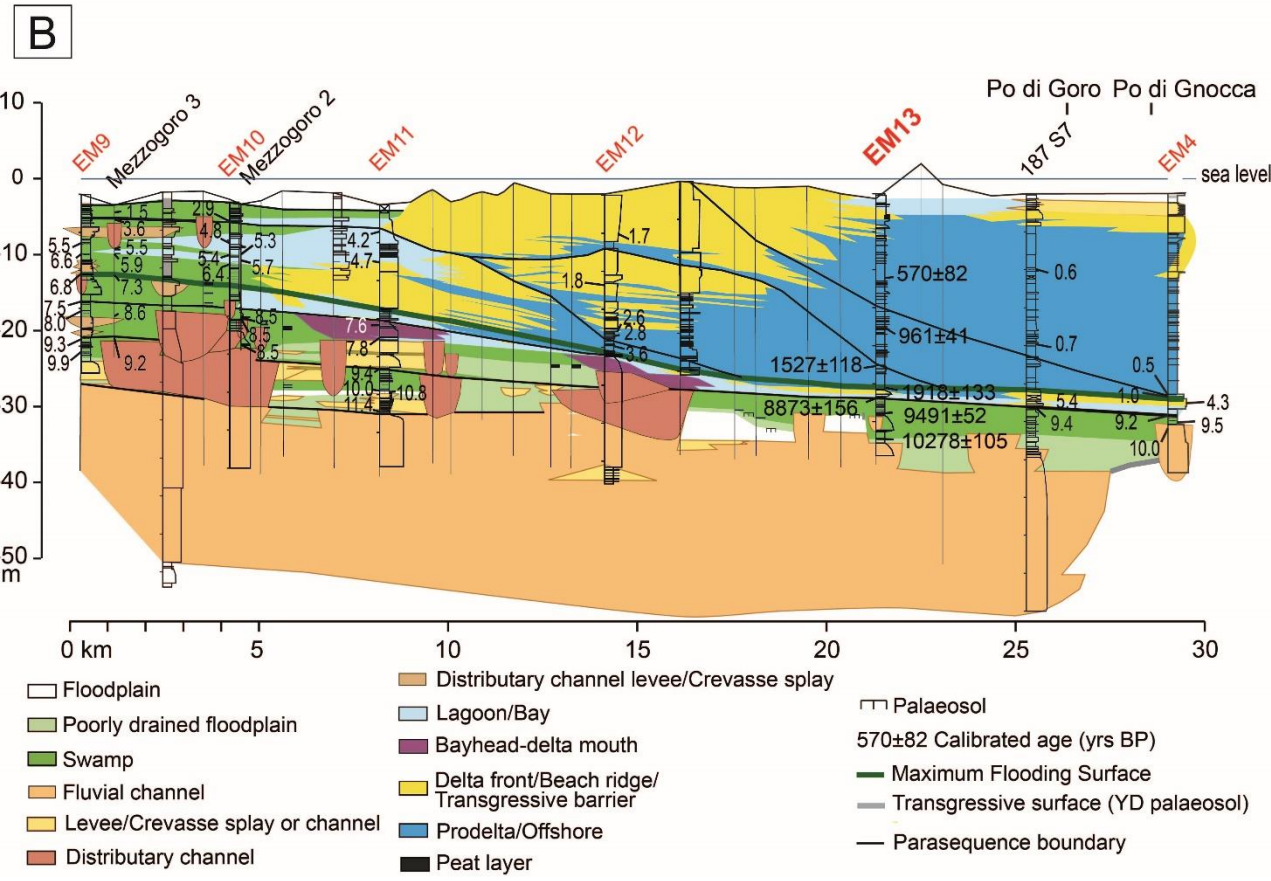 B
Po di Goro Po di Gnocca
EM9
Mezzogoro 3
EM10
Mezzogoro 2
EM11
EM12
EM13
187 S7
EM4
sea level
10
0
-10
-20
-30
-40
-50
m
1.5
3.6
5.5
5.5
6.6
5.9
6.8
7.3
7.5
8.0
8.6
9.3
9.9
9.2
2.9
4.8
5.3
5.4
5.7
6.4
8.5
8.5
8.5
4.2
4.7
7.6
7.8
9.4
10.0
10.8
11.4
1.7
1.8
2.6
2.8
3.6
570±82
961±41
1527±118
1918±133
8873±156
9491±52
10278±105
0.6
0.7
5.4
9.4
0.5
1.0
4.3
9.2
9.5
10.0
0 km 5 10 15 20 25 30
Floodplain
Poorly drained floodplain
Swamp
Fluvial channel
Levee/Crevasse splay or channel
Distributary channel
Distributary channel levee/Crevasse splay
Lagoon/Bay
Bayhead-delta mouth
Delta front/Beach ridge/
Transgressive barrier
Prodelta/Offshore
Peat layer
Palaeosol
570±82 Calibrated age (yrs BP)
Maximum Flooding Surface
Transgressive surface (YD palaeosol)
Parasequence boundary